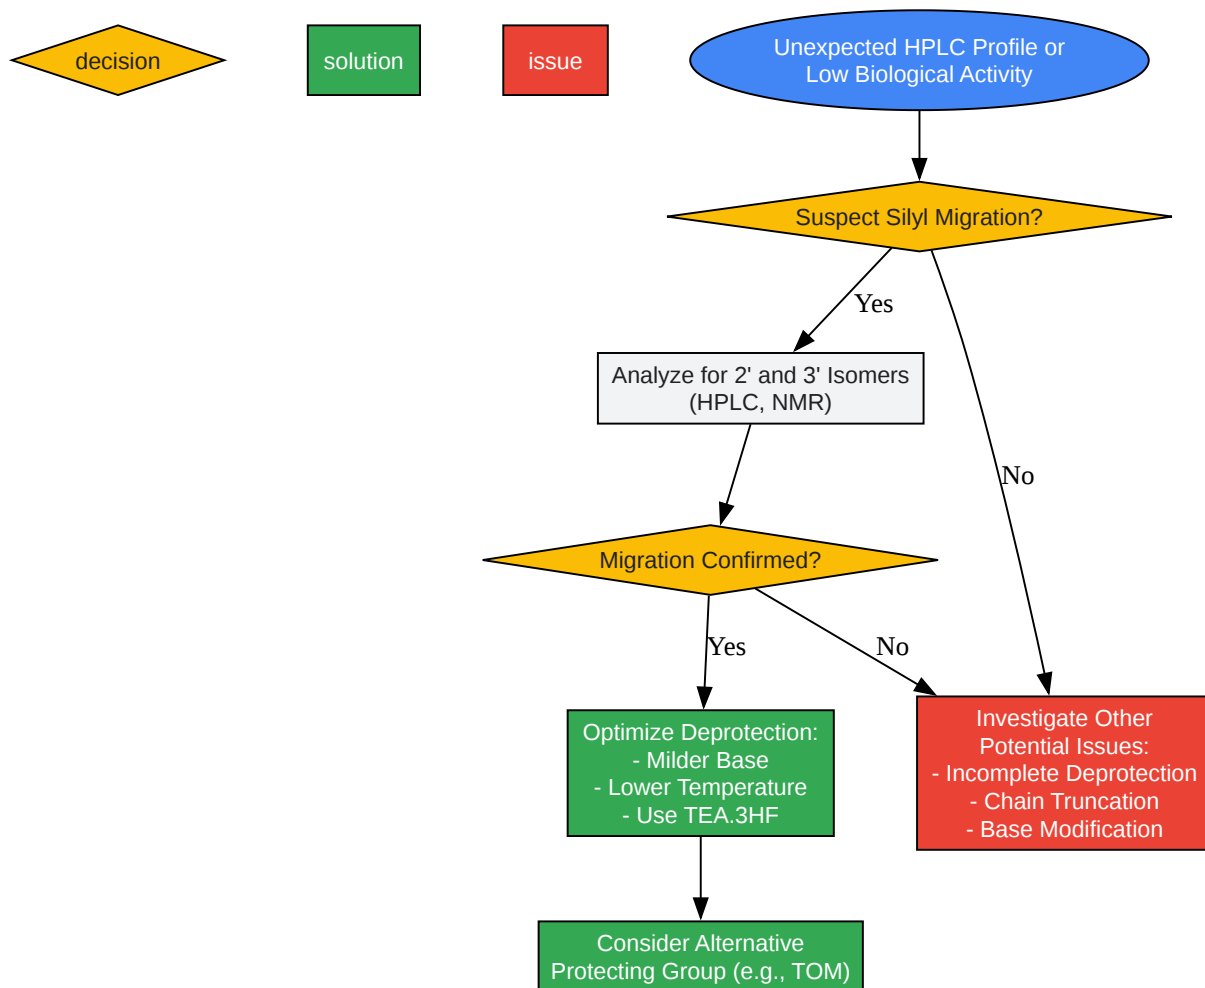 decision
solution
issue
Unexpected HPLC Profile or
Low Biological Activity
Suspect Silyl Migration?
Yes
No
Analyze for 2' and 3' Isomers
(HPLC, NMR)
Migration Confirmed?
Yes
No
Optimize Deprotection:
- Milder Base
- Lower Temperature
- Use TEA.3HF
Investigate Other
Potential Issues:
- Incomplete Deprotection
- Chain Truncation
- Base Modification
Consider Alternative
Protecting Group (e.g., TOM)